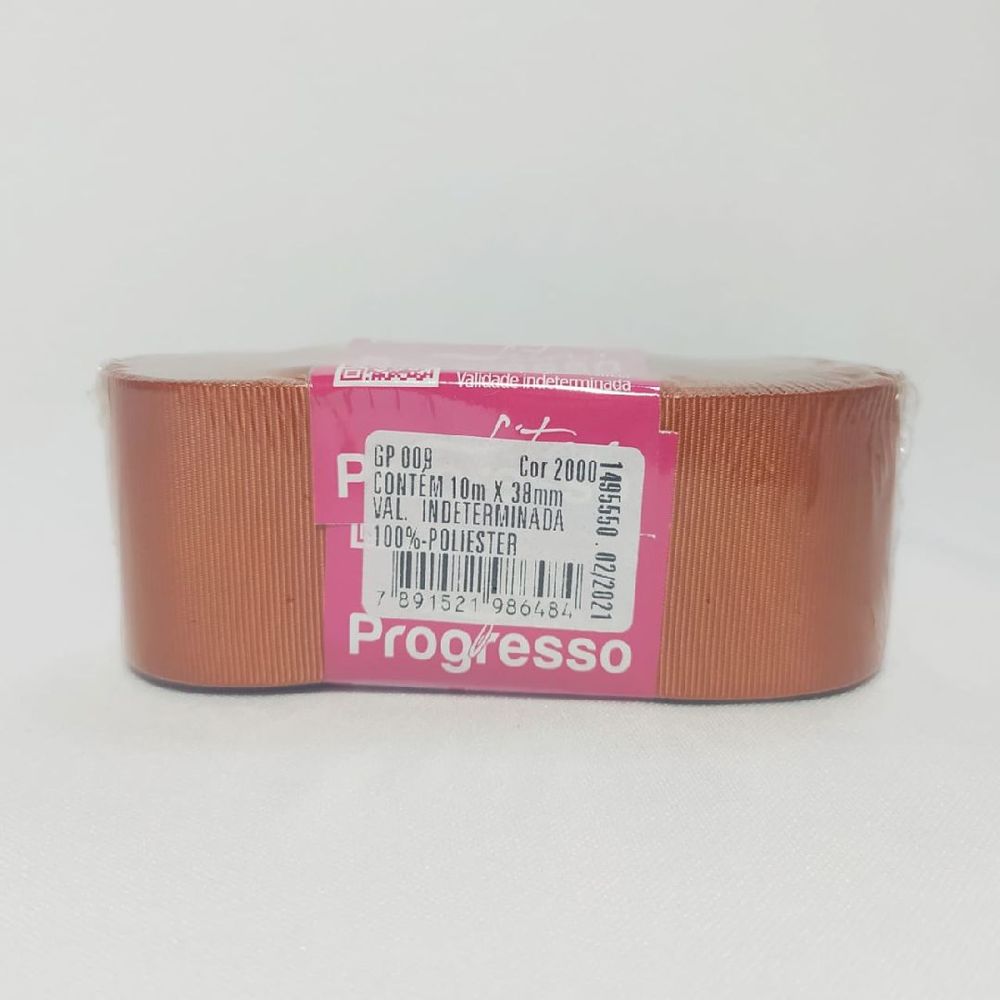 Validade indeterminada
GP 009
Cor 2000
CONTÉM 10m X 38mm
VAL. INDETERMINADA
100%-POLIESTER
7 891521 986484
1495550 . 02/2021
Progresso